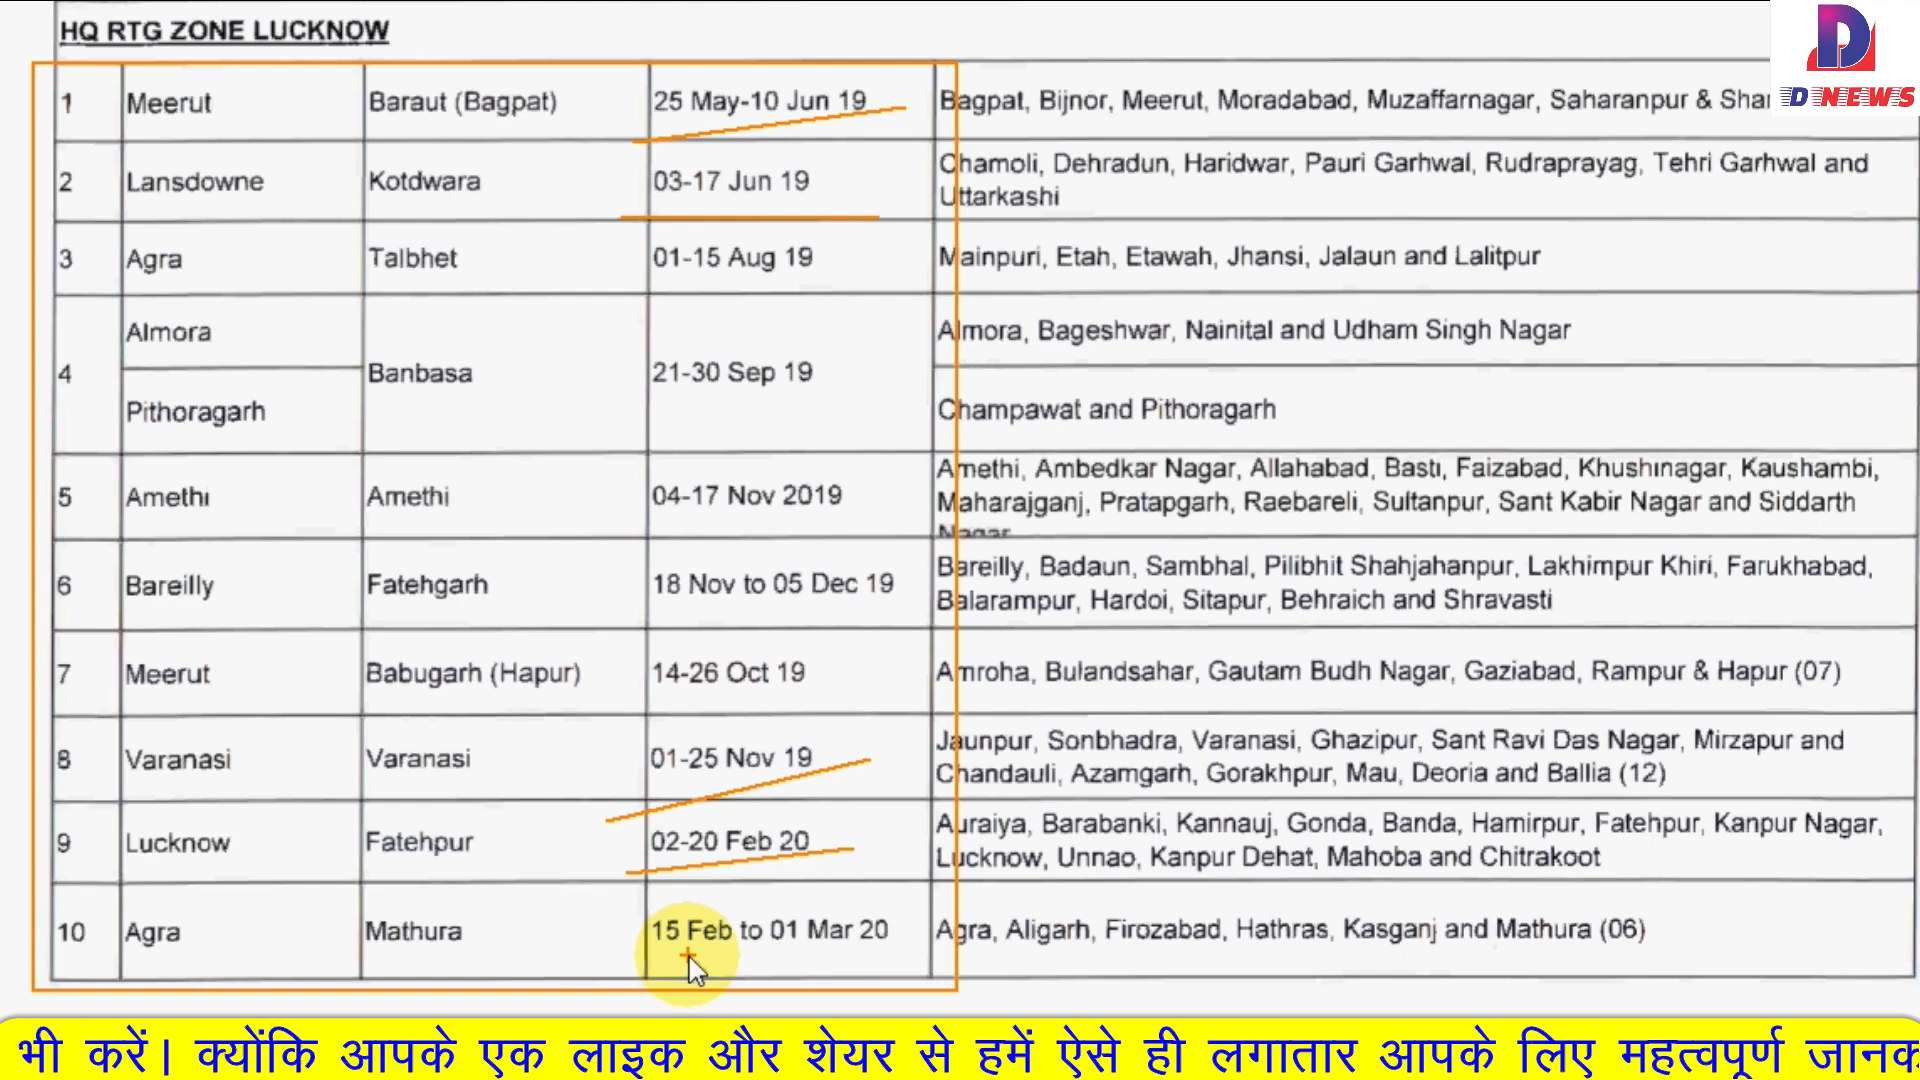 HQ RTG ZONE LUCKNOW
D NEWS
1 Meerut Baraut (Bagpat) 25 May-10 Jun 19 Bagpat, Bijnor, Meerut, Moradabad, Muzaffarnagar, Saharanpur &
2 Lansdowne Kotdwara 03-17 Jun 19 Chamoli, Dehradun, Haridwar, Pauri Garhwal, Rudraprayag, Tehri Garhwal and
Uttarkashi
3 Agra Talbhet 01-15 Aug 19 Mainpuri, Etah, Etawah, Jhansi, Jalaun and Lalitpur
4 Almora Banbasa 21-30 Sep 19 Almora, Bageshwar, Nainital and Udham Singh Nagar
Pithoragarh Champawat and Pithoragarh
5 Amethi Amethi 04-17 Nov 2019 Amethi, Ambedkar Nagar, Allahabad, Basti, Faizabad, Khushinagar, Kaushambi,
Maharajganj, Pratapgarh, Raebareli, Sultanpur, Sant Kabir Nagar and Siddarth
Nagar
6 Bareilly Fatehgarh 18 Nov to 05 Dec 19 Bareilly, Badaun, Sambhal, Pilibhit Shahjahanpur, Lakhimpur Khiri, Farukhabad,
Balarampur, Hardoi, Sitapur, Behraich and Shravasti
7 Meerut Babugarh (Hapur) 14-26 Oct 19 Amroha, Bulandsahar, Gautam Budh Nagar, Gaziabad, Rampur & Hapur (07)
8 Varanasi Varanasi 01-25 Nov 19 Jaunpur, Sonbhadra, Varanasi, Ghazipur, Sant Ravi Das Nagar, Mirzapur and
Chandauli, Azamgarh, Gorakhpur, Mau, Deoria and Ballia (12)
9 Lucknow Fatehpur 02-20 Feb 20 Auraiya, Barabanki, Kannauj, Gonda, Banda, Hamirpur, Fatehpur, Kanpur Nagar,
Lucknow, Unnao, Kanpur Dehat, Mahoba and Chitrakoot
10 Agra Mathura 15 Feb to 01 Mar 20 Agra, Aligarh, Firozabad, Hathras, Kasganj and Mathura (06)
भी करें। क्योंकि आपके एक लाइक और शेयर से हमें ऐसे ही लगातार आपके लिए महत्वपूर्ण